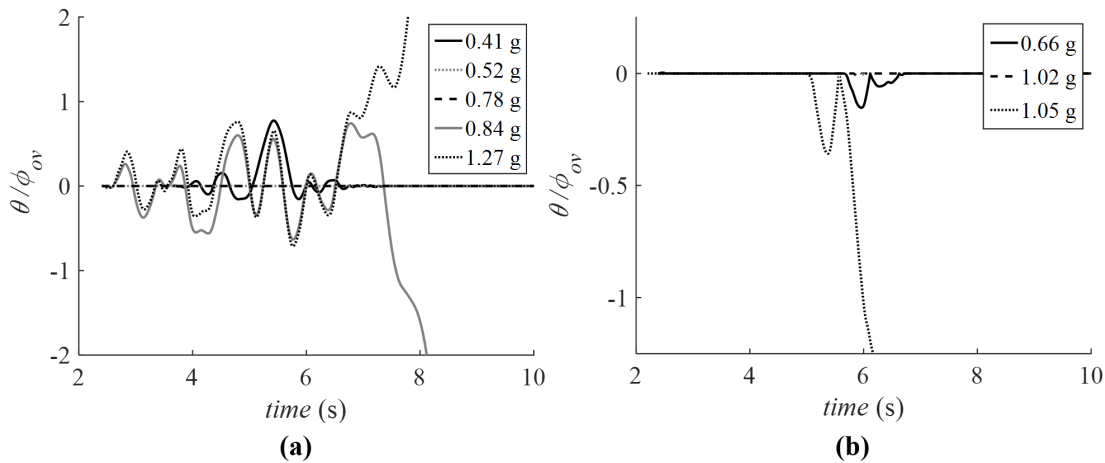 2
1
0
-1
-2
2
4
6
8
10
θ/ϕov
time (s)
0.41 g
0.52 g
0.78 g
0.84 g
1.27 g
(a)
0
-0.5
-1
2
4
6
8
10
θ/ϕov
time (s)
0.66 g
1.02 g
1.05 g
(b)